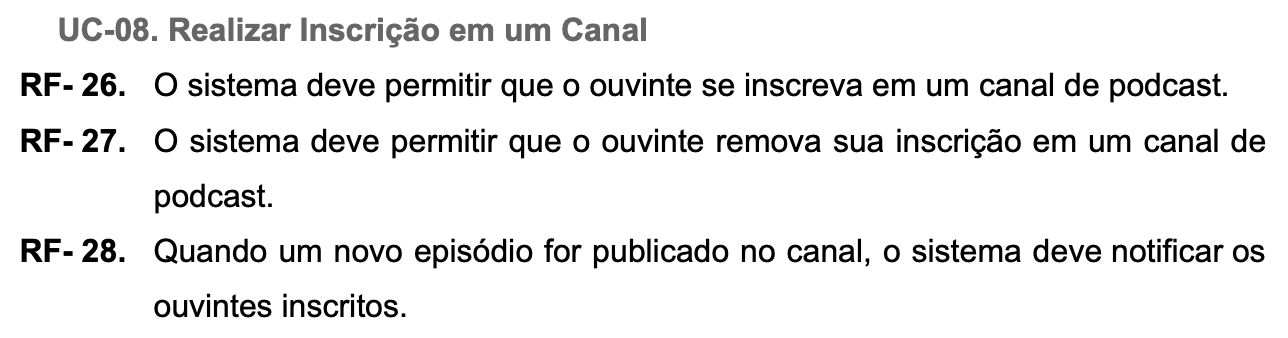 UC-08. Realizar Inscrição em um Canal
RF- 26. O sistema deve permitir que o ouvinte se inscreva em um canal de podcast.
RF- 27. O sistema deve permitir que o ouvinte remova sua inscrição em um canal de
podcast.
RF- 28. Quando um novo episódio for publicado no canal, o sistema deve notificar os
ouvintes inscritos.